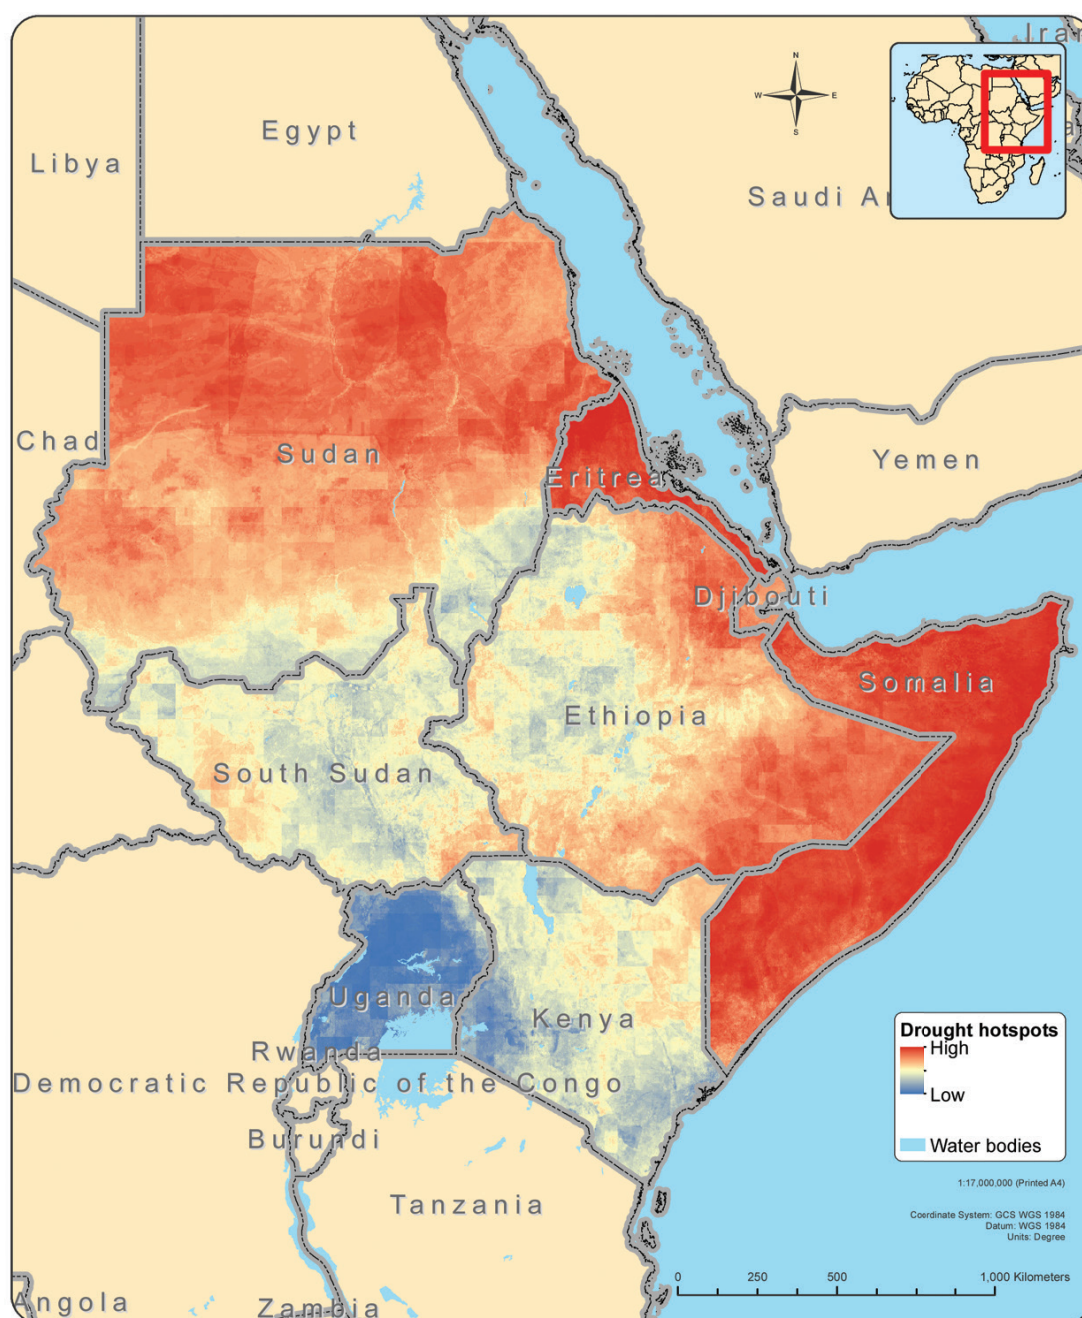 Iran
N
W E
S
Egypt
Libya
Saudi Ar
Chad
Sudan
Yemen
Eritrea
Djibouti
Somalia
Ethiopia
South Sudan
Uganda
Kenya
Rwanda
Democratic Republic of the Congo
Burundi
Tanzania
Angola
Zambia
Drought hotspots
High
Low
Water bodies
1:17,000,000 (Printed A4)
Coordinate System: GCS WGS 1984
Datum: WGS 1984
Units: Degree
0 250 500 1,000 Kilometers